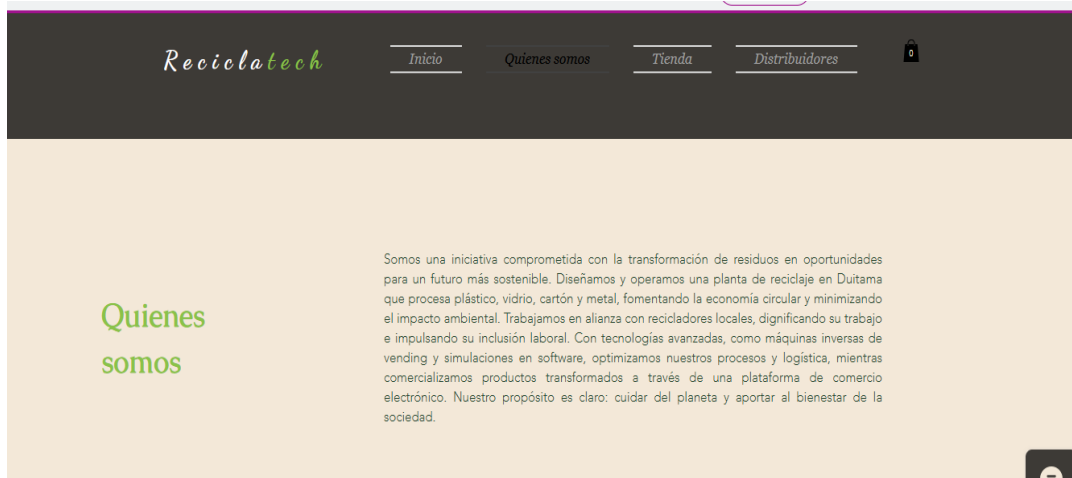 Reciclatech
Inicio
Quienes somos
Tienda
Distribuidores
0
Somos una iniciativa comprometida con la transformación de residuos en oportunidades
para un futuro más sostenible. Diseñamos y operamos una planta de reciclaje en Duitama
que procesa plástico, vidrio, cartón y metal, fomentando la economía circular y minimizando
el impacto ambiental. Trabajamos en alianza con recicladores locales, dignificando su trabajo
e impulsando su inclusión laboral. Con tecnologías avanzadas, como máquinas inversas de
vending y simulaciones en software, optimizamos nuestros procesos y logística, mientras
comercializamos productos transformados a través de una plataforma de comercio
electrónico. Nuestro propósito es claro: cuidar del planeta y aportar al bienestar de la
sociedad.
Quienes
somos